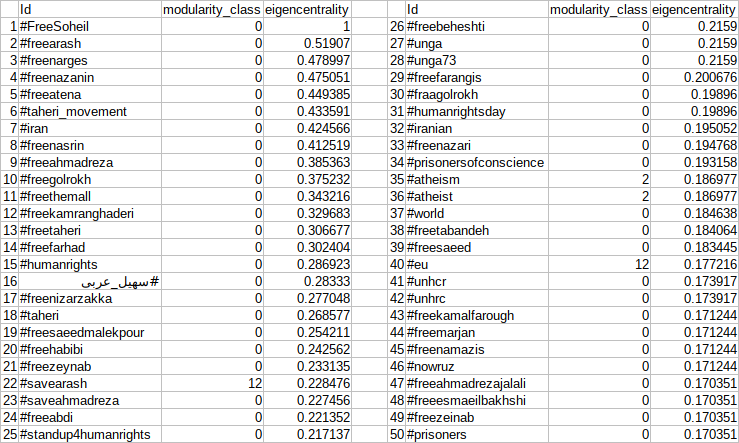 Id modularity_class eigencentrality
1 #FreeSoheil 0 1
2 #freearash 0 0.51907
3 #freenarges 0 0.478997
4 #freenazanin 0 0.475051
5 #freeatena 0 0.449385
6 #taheri_movement 0 0.433591
7 #iran 0 0.424566
8 #freenasrin 0 0.412519
9 #freeahmadreza 0 0.385363
10 #freegolrokh 0 0.375232
11 #freethemall 0 0.343216
12 #freekamranghaderi 0 0.329683
13 #freetaheri 0 0.306677
14 #freefarhad 0 0.302404
15 #humanrights 0 0.286923
16 #سهیل_عربی 0 0.28333
17 #freenizarzakka 0 0.277048
18 #taheri 0 0.268577
19 #freesaeedmalekpour 0 0.254211
20 #freehabibi 0 0.242562
21 #freezeynab 0 0.233135
22 #savearash 12 0.228476
23 #saveahmadreza 0 0.227456
24 #freeabdi 0 0.221352
25 #standup4humanrights 0 0.217137
Id modularity_class eigencentrality
26 #freebeheshti 0 0.2159
27 #unga 0 0.2159
28 #unga73 0 0.2159
29 #freefarangis 0 0.200676
30 #fraagolrokh 0 0.19896
31 #humanrightsday 0 0.19896
32 #iranian 0 0.195052
33 #freenazari 0 0.194768
34 #prisonersofconscience 0 0.193158
35 #atheism 2 0.186977
36 #atheist 2 0.186977
37 #world 0 0.184638
38 #freetabandeh 0 0.184064
39 #freesaeed 0 0.183445
40 #eu 12 0.177216
41 #unhcr 0 0.173917
42 #unhrc 0 0.173917
43 #freekamalfarough 0 0.171244
44 #freemarjan 0 0.171244
45 #freenamazis 0 0.171244
46 #nowruz 0 0.171244
47 #freeahmadrezajalali 0 0.170351
48 #freeesmaeilbakhshi 0 0.170351
49 #freezeinab 0 0.170351
50 #prisoners 0 0.170351